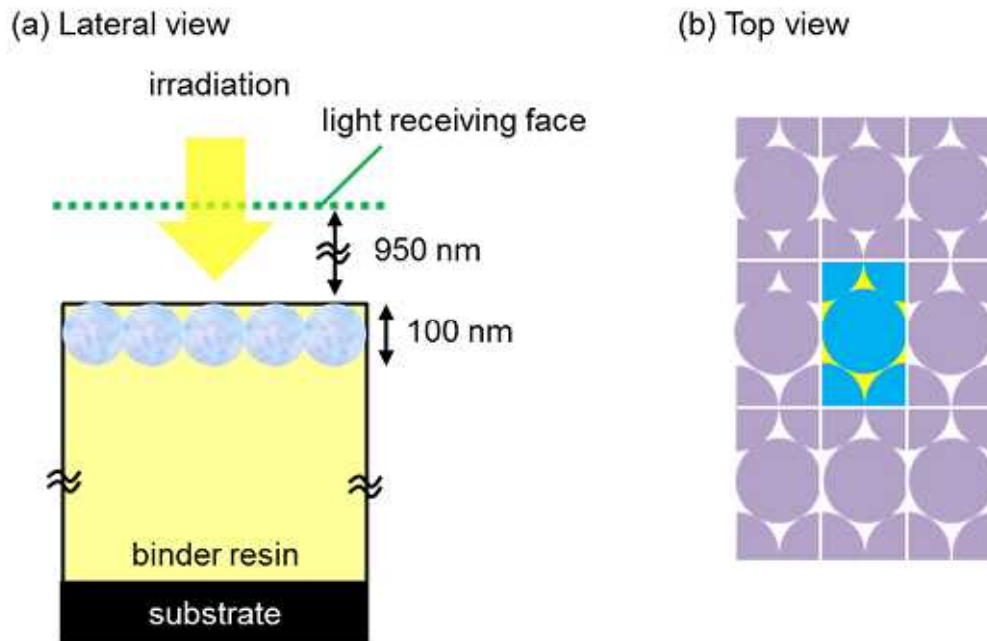 (a) Lateral view
(b) Top view
irradiation
light receiving face
950 nm
100 nm
binder resin
substrate